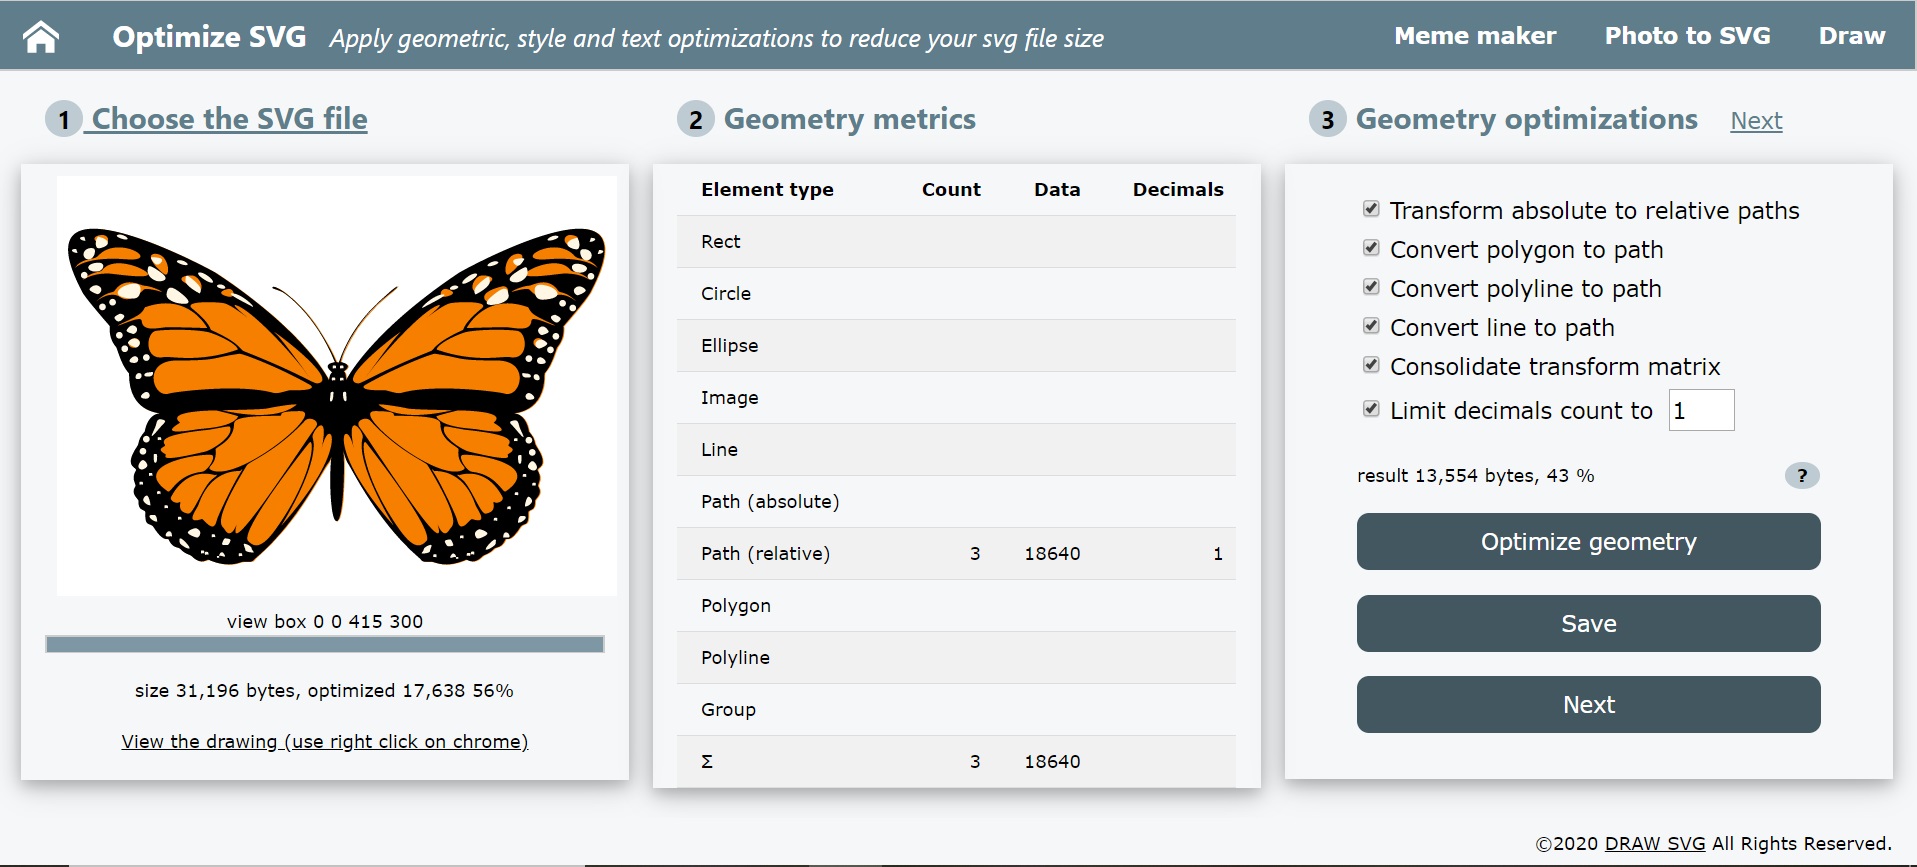 Optimize SVG Apply geometric, style and text optimizations to reduce your svg file size Meme maker Photo to SVG Draw
1 Choose the SVG file
view box 0 0 415 300
size 31,196 bytes, optimized 17,638 56%
View the drawing (use right click on chrome)
2 Geometry metrics
Element type Count Data Decimals
Rect
Circle
Ellipse
Image
Line
Path (absolute)
Path (relative) 3 18640 1
Polygon
Polyline
Group
Σ 3 18640
3 Geometry optimizations Next
Transform absolute to relative paths
Convert polygon to path
Convert polyline to path
Convert line to path
Consolidate transform matrix
Limit decimals count to 1
result 13,554 bytes, 43 % ?
Optimize geometry
Save
Next
©2020 DRAW SVG All Rights Reserved.